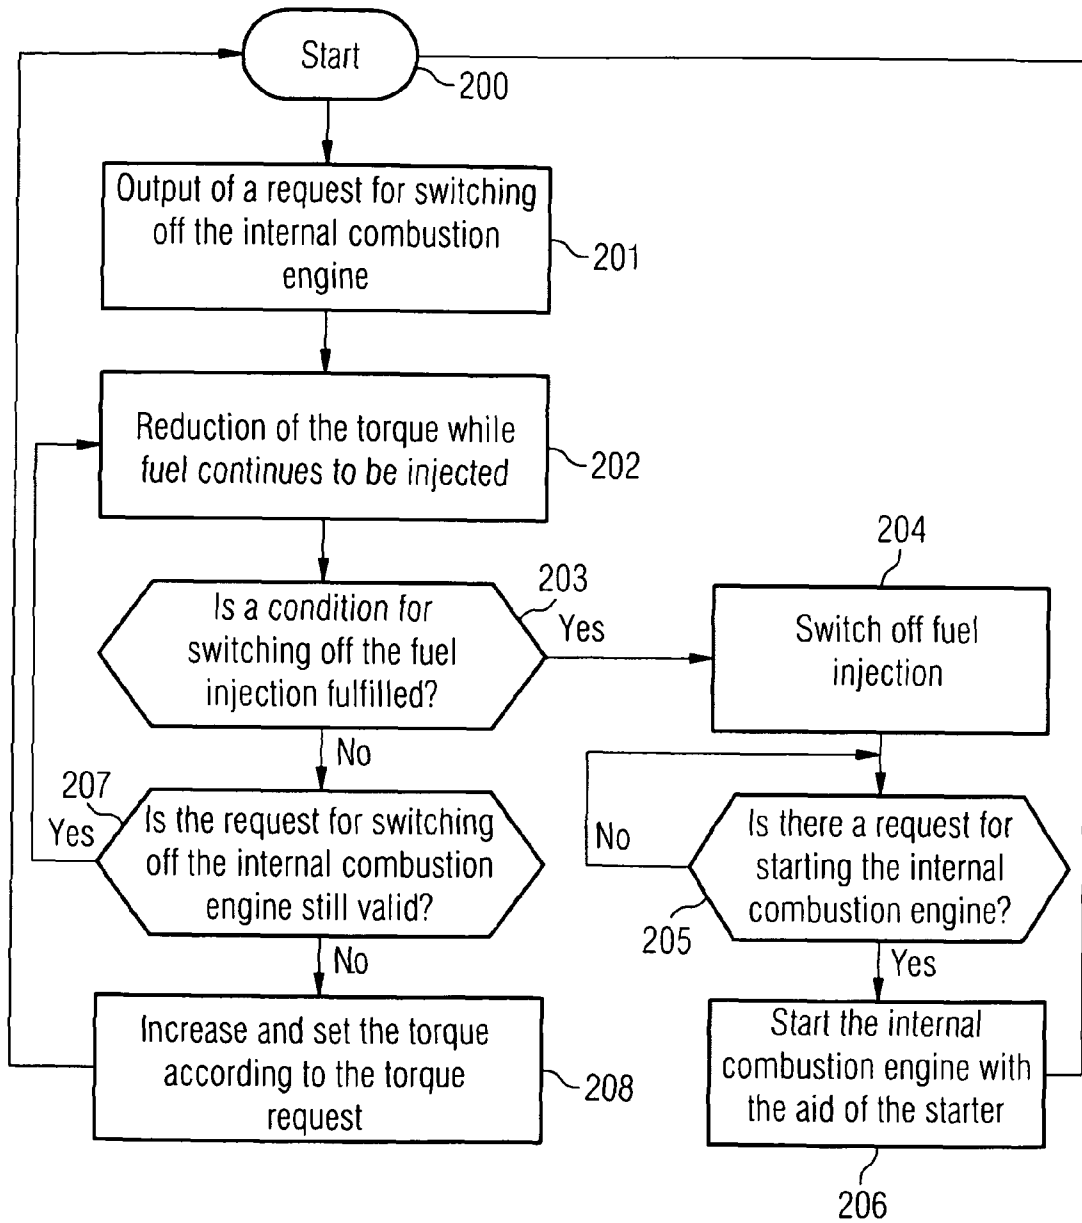 Start
200
Output of a request for switching
off the internal combustion
engine
201
Reduction of the torque while
fuel continues to be injected
202
Is a condition for
switching off the fuel
injection fulfilled?
203
Yes
No
204
Switch off fuel
injection
207
Yes
Is the request for switching
off the internal combustion
engine still valid?
No
No
Is there a request for
starting the internal
combustion engine?
205
Yes
Increase and set the torque
according to the torque
request
208
Start the internal
combustion engine with
the aid of the starter
206